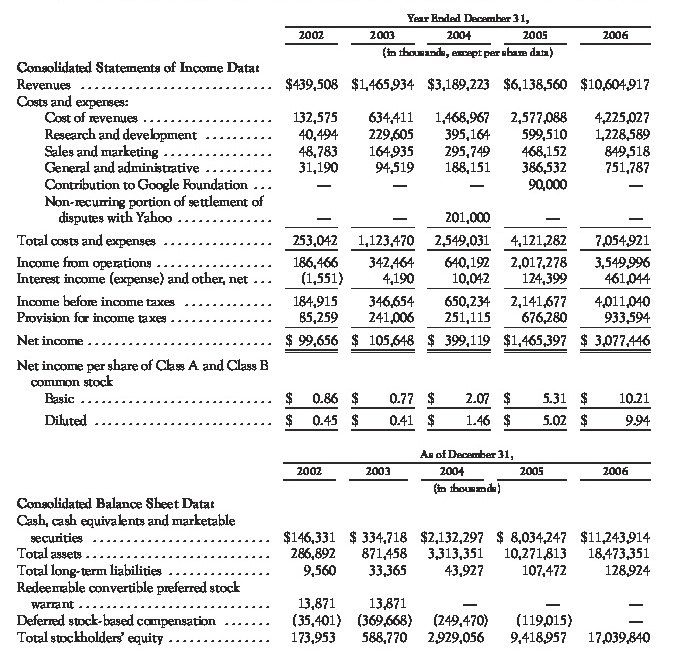 Year Ended December 31,
2002 2003 2004 2005 2006
(in thousands, except per share data)
Consolidated Statements of Income Data:
Revenues ............................ $439,508 $1,465,934 $3,189,223 $6,138,560 $10,604,917
Costs and expenses:
Cost of revenues ................... 132,575 634,411 1,468,967 2,577,088 4,225,027
Research and development .......... 40,494 229,605 395,164 599,510 1,228,589
Sales and marketing ................ 48,783 164,935 295,749 468,152 849,518
General and administrative .......... 31,190 94,519 188,151 386,532 751,787
Contribution to Google Foundation ... — — — 90,000 —
Non-recurring portion of settlement of
disputes with Yahoo .............. — — 201,000 — —
Total costs and expenses ................. 253,042 1,123,470 2,549,031 4,121,282 7,054,921
Income from operations ................. 186,466 342,464 640,192 2,017,278 3,549,996
Interest income (expense) and other, net ... (1,551) 4,190 10,042 124,399 461,044
Income before income taxes ............. 184,915 346,654 650,234 2,141,677 4,011,040
Provision for income taxes ............... 85,259 241,006 251,115 676,280 933,594
Net income ............................ $ 99,656 $ 105,648 $ 399,119 $1,465,397 $ 3,077,446
Net income per share of Class A and Class B
common stock
Basic ............................ $ 0.86 $ 0.77 $ 2.07 $ 5.31 $ 10.21
Diluted .......................... $ 0.45 $ 0.41 $ 1.46 $ 5.02 $ 9.94
As of December 31,
2002 2003 2004 2005 2006
(in thousands)
Consolidated Balance Sheet Data:
Cash, cash equivalents and marketable
securities .......................... $146,331 $ 334,718 $2,132,297 $ 8,034,247 $11,243,914
Total assets ........................... 286,892 871,458 3,313,351 10,271,813 18,473,351
Total long-term liabilities ............... 9,560 33,365 43,927 107,472 128,924
Redeemable convertible preferred stock
warrant ............................ 13,871 13,871 — — —
Deferred stock-based compensation ....... (35,401) (369,668) (249,470) (119,015) —
Total stockholders' equity ............... 173,953 588,770 2,929,056 9,418,957 17,039,840